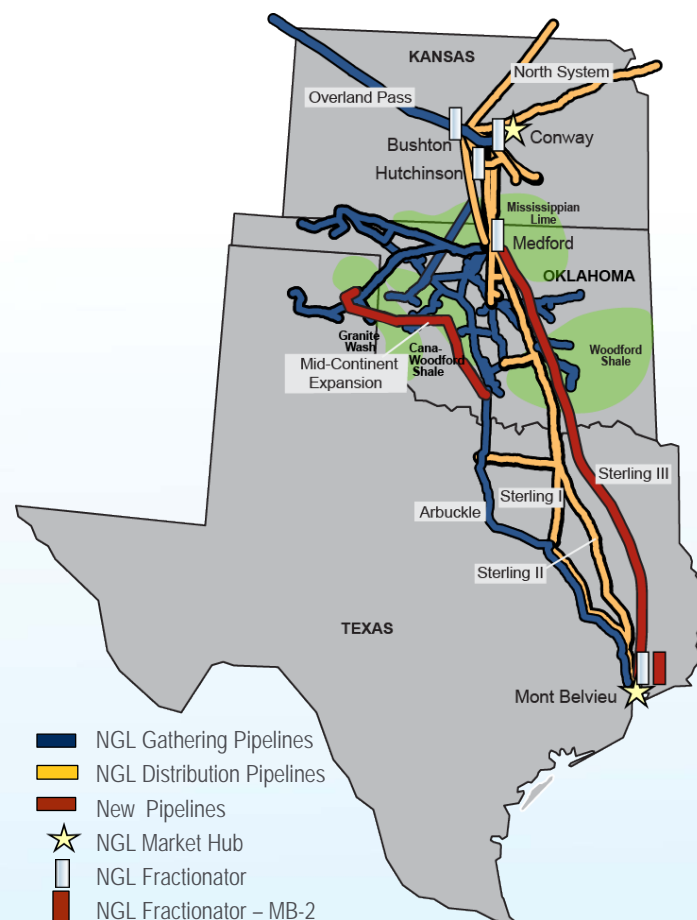 KANSAS
North System
Overland Pass
Bushton
Conway
Hutchinson
Mississippian
Lime
Medford
OKLAHOMA
Granite
Wash
Cana-
Woodford
Shale
Mid-Continent
Expansion
Woodford
Shale
Sterling III
Sterling I
Arbuckle
Sterling II
TEXAS
Mont Belvieu
NGL Gathering Pipelines
NGL Distribution Pipelines
New Pipelines
NGL Market Hub
NGL Fractionator
NGL Fractionator – MB-2